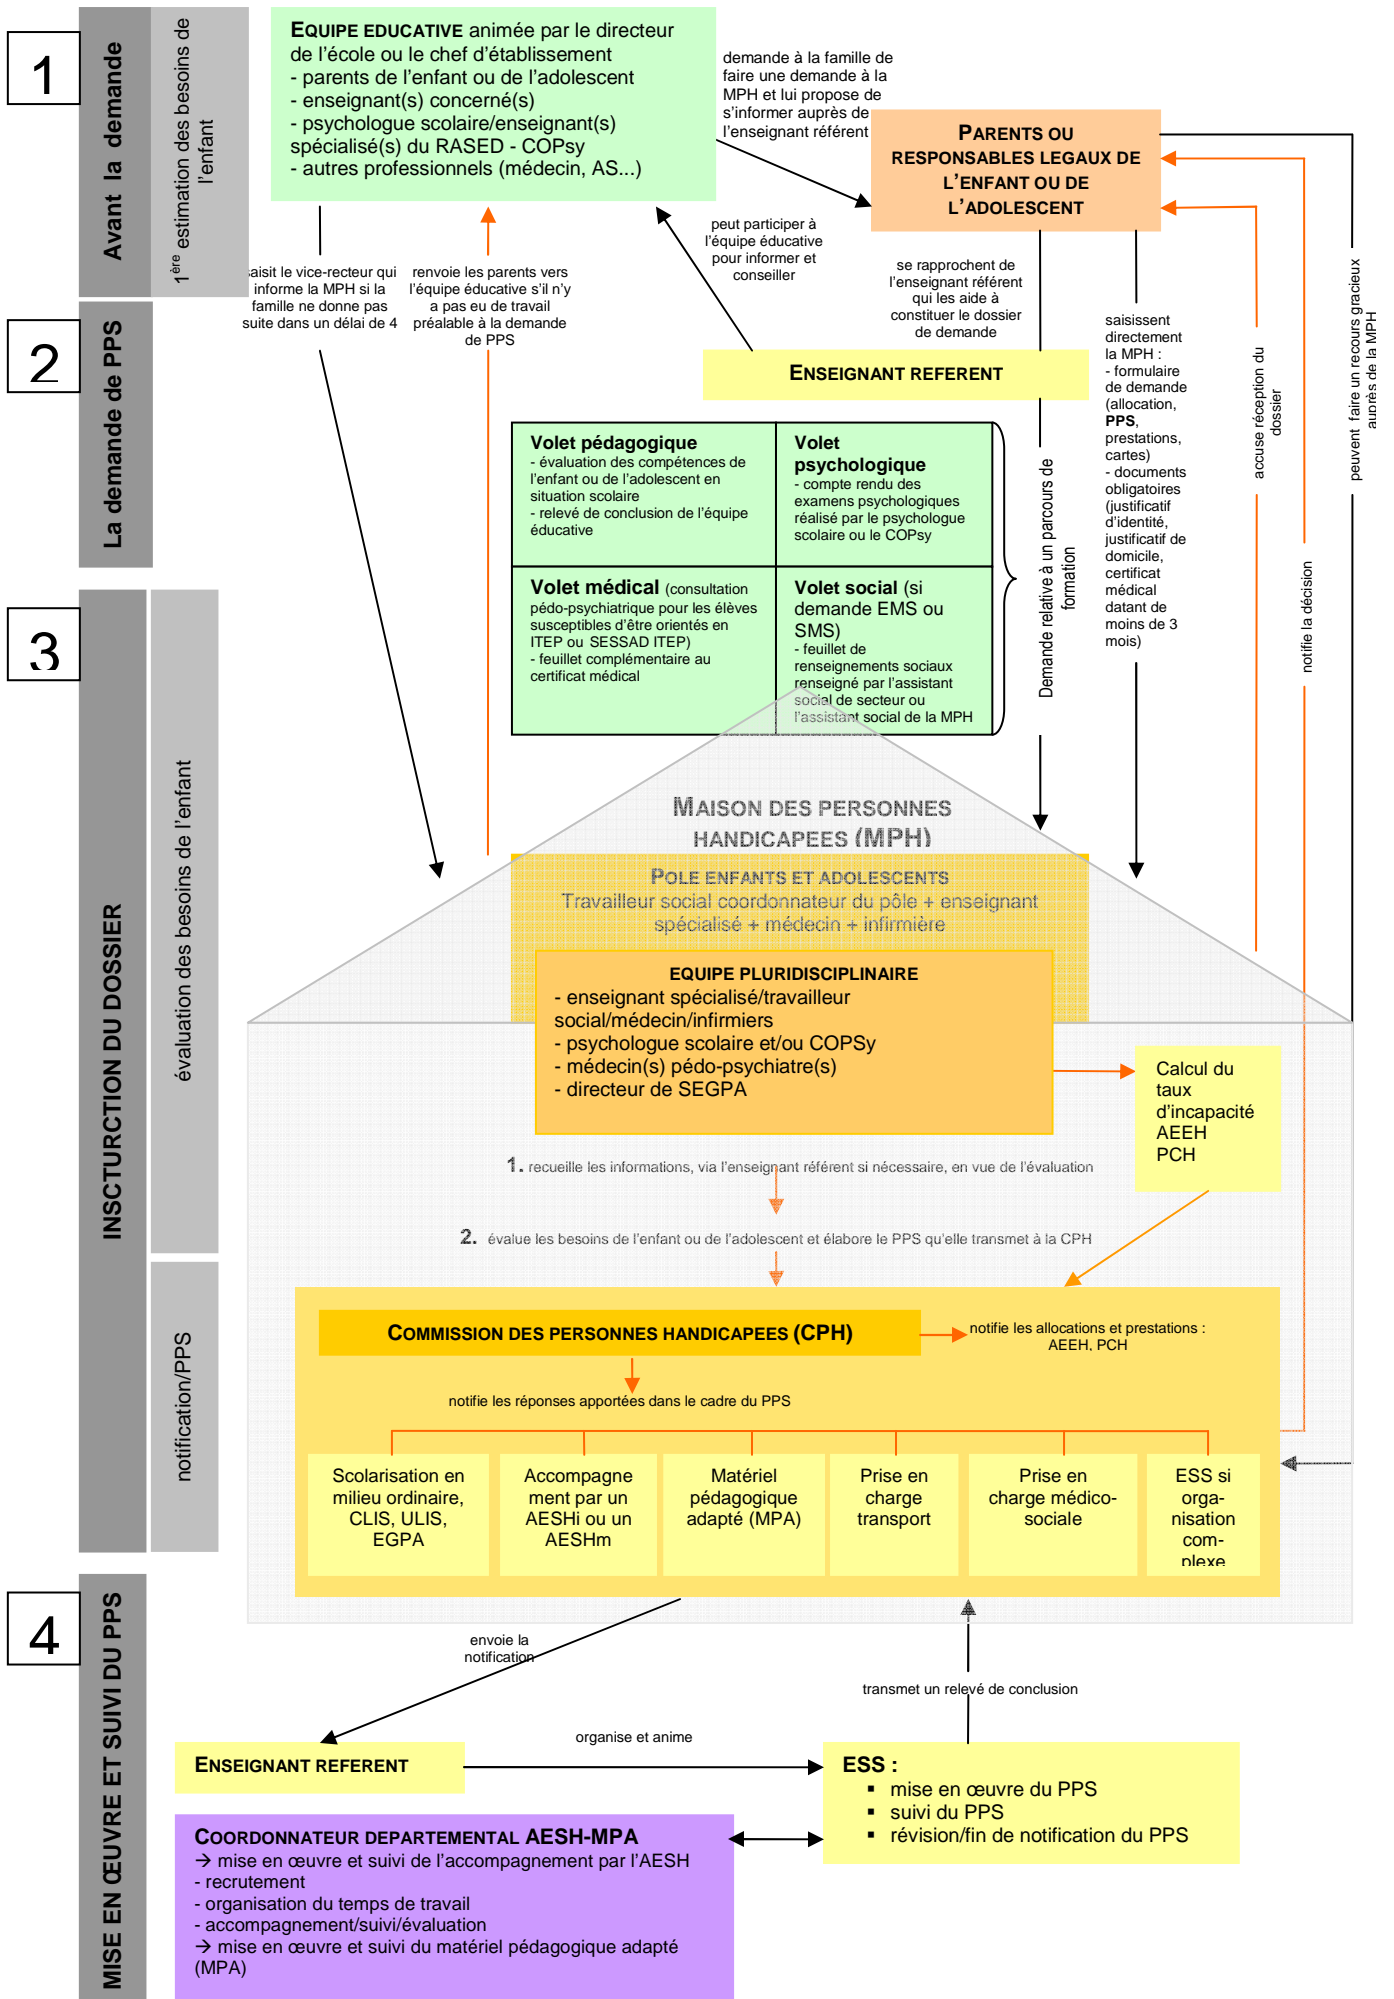 1
Avant la demande
1ère estimation des besoins de
l’enfant
EQUIPE EDUCATIVE animée par le directeur
de l’école ou le chef d’établissement
- parents de l’enfant ou de l’adolescent
- enseignant(s) concerné(s)
- psychologue scolaire/enseignant(s)
spécialisé(s) du RASED - COPsy
- autres professionnels (médecin, AS...)
demande à la famille de
faire une demande à la
MPH et lui propose de
s’informer auprès de
l’enseignant référent
PARENTS OU
RESPONSABLES LEGAUX DE
L’ENFANT OU DE
L’ADOLESCENT
peut participer à
l’équipe éducative
pour informer et
conseiller
saisit le vice-recteur qui
informe la MPH si la
famille ne donne pas
suite dans un délai de 4
renvoie les parents vers
l’équipe éducative s’il n’y
a pas eu de travail
préalable à la demande
de PPS
se rapprochent de
l’enseignant référent
qui les aide à
constituer le dossier
de demande
2
La demande de PPS
ENSEIGNANT REFERENT
saisissent
directement
la MPH :
- formulaire
de demande
(allocation,
PPS,
prestations,
cartes)
- documents
obligatoires
(justificatif
d’identité,
justificatif de
domicile,
certificat
médical
datant de
moins de 3
mois)
accuse réception du
dossier
notifie la décision
peuvent faire un recours gracieux
auprès de la MPH
Volet pédagogique
- évaluation des compétences de
l’enfant ou de l’adolescent en
situation scolaire
- relevé de conclusion de l’équipe
éducative
Volet
psychologique
- compte rendu des
examens psychologiques
réalisé par le psychologue
scolaire ou le COPsy
Volet médical (consultation
pédo-psychiatrique pour les élèves
susceptibles d’être orientés en
ITEP ou SESSAD ITEP)
- feuillet complémentaire au
certificat médical
Volet social (si
demande EMS ou
SMS)
- feuillet de
renseignements sociaux
renseigné par l’assistant
social de secteur ou
l’assistant social de la MPH
Demande relative à un parcours de
formation
3
INSCTURCTION DU DOSSIER
évaluation des besoins de l’enfant
MAISON DES PERSONNES
HANDICAPEES (MPH)
POLE ENFANTS ET ADOLESCENTS
Travailleur social coordonnateur du pôle + enseignant
spécialisé + médecin + infirmière
EQUIPE PLURIDISCIPLINAIRE
- enseignant spécialisé/travailleur
social/médecin/infirmiers
- psychologue scolaire et/ou COPSy
- médecin(s) pédo-psychiatre(s)
- directeur de SEGPA
Calcul du
taux
d’incapacité
AEEH
PCH
1. recueille les informations, via l’enseignant référent si nécessaire, en vue de l’évaluation
2. évalue les besoins de l’enfant ou de l’adolescent et élabore le PPS qu’elle transmet à la CPH
notification/PPS
COMMISSION DES PERSONNES HANDICAPEES (CPH)
notifie les allocations et prestations :
AEEH, PCH
notifie les réponses apportées dans le cadre du PPS
Scolarisation en
milieu ordinaire,
CLIS, ULIS,
EGPA
Accompagne
ment par un
AESHi ou un
AESHm
Matériel
pédagogique
adapté (MPA)
Prise en
charge
transport
Prise en
charge médico-
sociale
ESS si
orga-
nisation
com-
plexe
4
MISE EN ŒUVRE ET SUIVI DU PPS
envoie la
notification
transmet un relevé de conclusion
organise et anime
ENSEIGNANT REFERENT
ESS :
▪ mise en œuvre du PPS
▪ suivi du PPS
▪ révision/fin de notification du PPS
COORDONNATEUR DEPARTEMENTAL AESH-MPA
→ mise en œuvre et suivi de l’accompagnement par l’AESH
- recrutement
- organisation du temps de travail
- accompagnement/suivi/évaluation
→ mise en œuvre et suivi du matériel pédagogique adapté
(MPA)